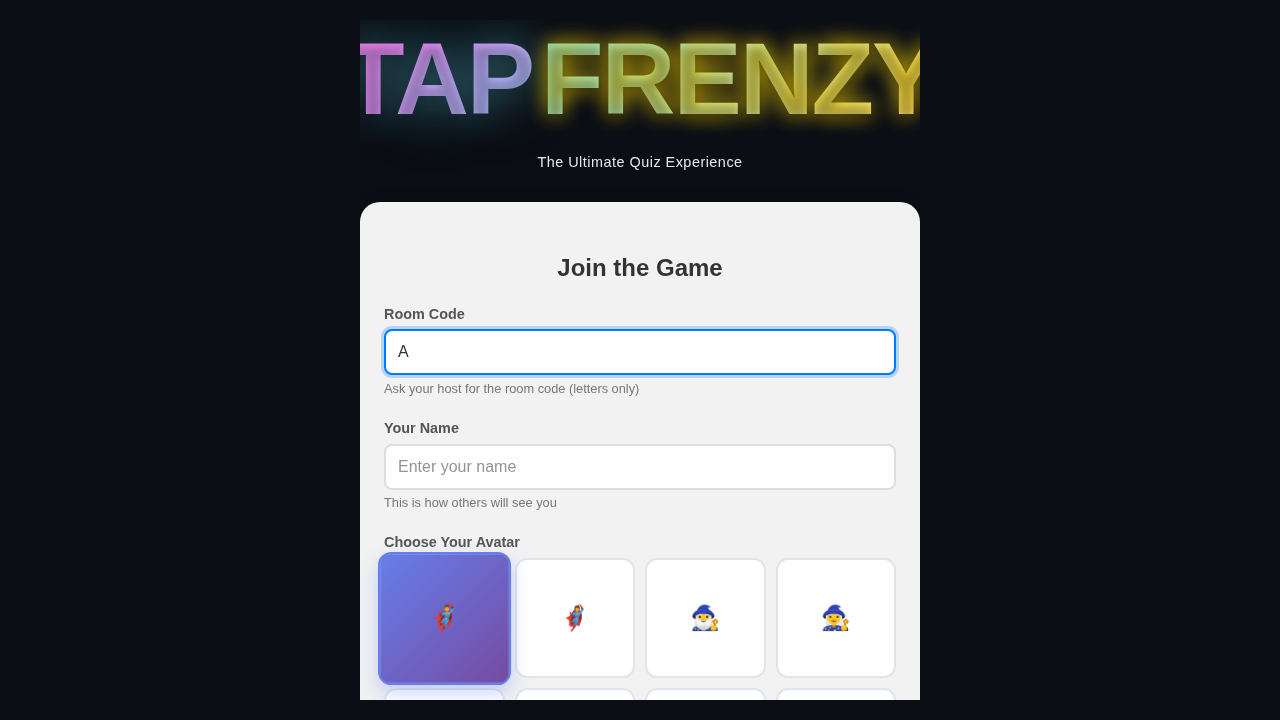 TAP FRENZY
The Ultimate Quiz Experience
Join the Game
Room Code
A
Ask your host for the room code (letters only)
Your Name
Enter your name
This is how others will see you
Choose Your Avatar